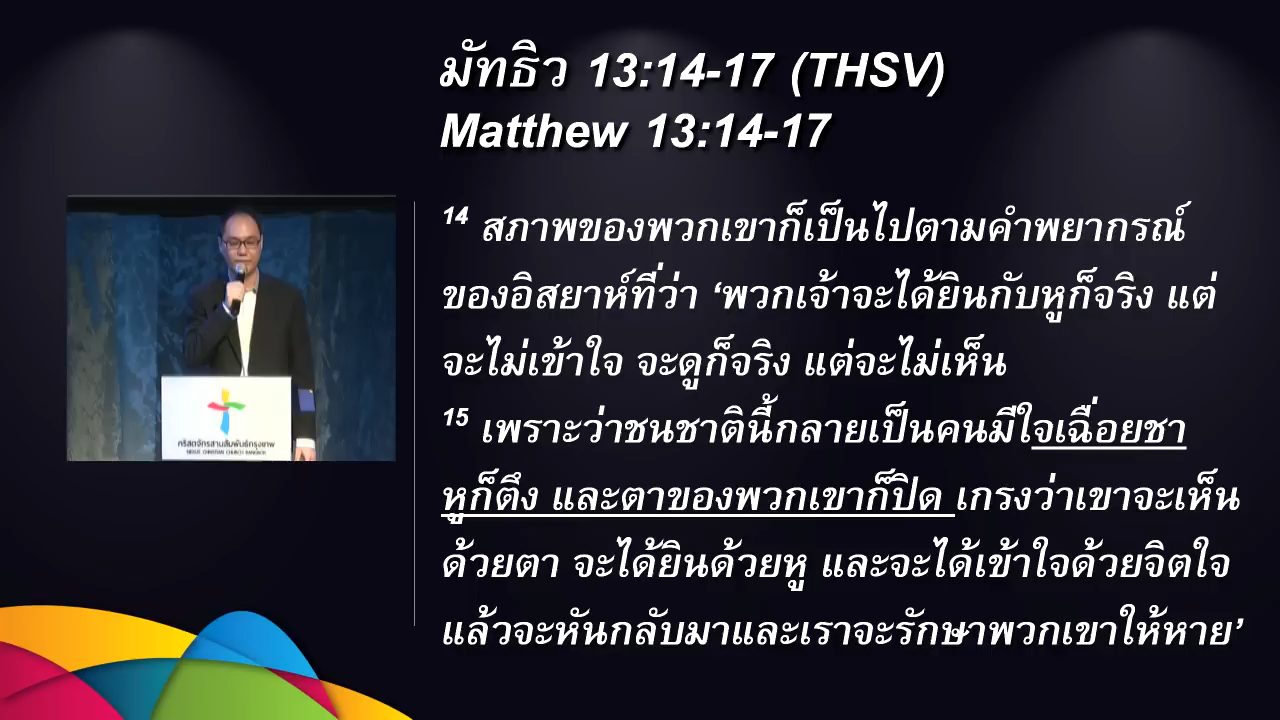 มัทธิว 13:14-17 (THSV)
Matthew 13:14-17
14 สภาพของพวกเขาก็เป็นไปตามคำพยากรณ์
ของอิสยาห์ที่ว่า ‘พวกเจ้าจะได้ยินกับหูก็จริง แต่
จะไม่เข้าใจ จะดูก็จริง แต่จะไม่เห็น
15 เพราะว่าชนชาตินี้กลายเป็นคนมีใจเฉื่อยชา
หูก็ตึง และตาของพวกเขาก็ปิด เกรงว่าเขาจะเห็น
ด้วยตา จะได้ยินด้วยหู และจะได้เข้าใจด้วยจิตใจ
แล้วจะหันกลับมาและเราจะรักษาพวกเขาให้หาย’
คริสตจักรสานสัมพันธ์กรุงเทพ
NEXUS CHRISTIAN CHURCH BANGKOK